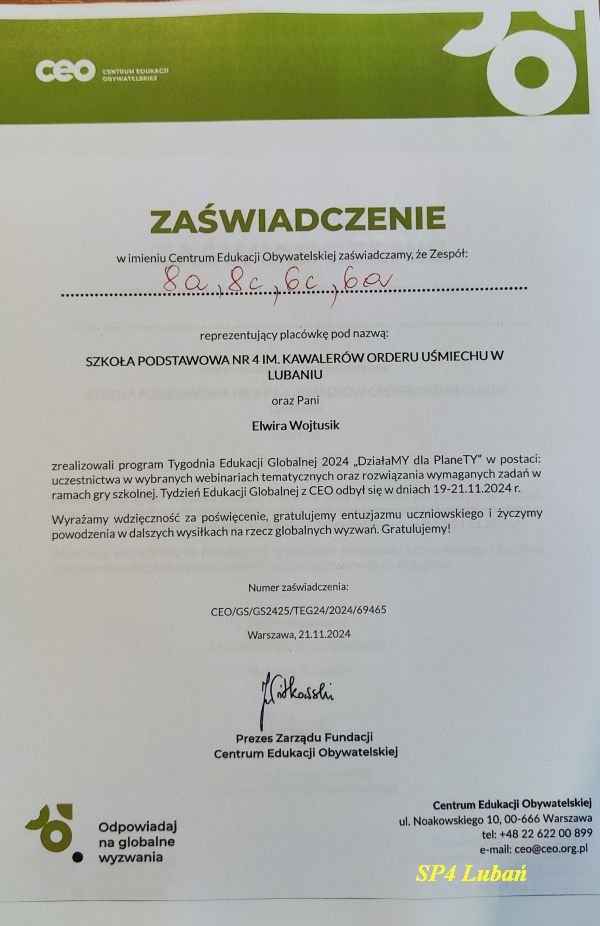 ceo CENTRUM EDUKACJI
OBYWATELSKIEJ
ZAŚWIADCZENIE
w imieniu Centrum Edukacji Obywatelskiej zaświadczamy, że Zespół:
8a, 8c, 6c, 6a
reprezentujący placówkę pod nazwą:
SZKOŁA PODSTAWOWA NR 4 IM. KAWALERÓW ORDERU UŚMIECHU W
LUBANIU
oraz Pani
Elwira Wojtusik
zrealizowali program Tygodnia Edukacji Globalnej 2024 „DziałaMY dla PlaneTY” w postaci:
uczestnictwa w wybranych webinariach tematycznych oraz rozwiązania wymaganych zadań w
ramach gry szkolnej. Tydzień Edukacji Globalnej z CEO odbył się w dniach 19-21.11.2024 r.
Wyrażamy wdzięczność za poświęcenie, gratulujemy entuzjazmu uczniowskiego i życzymy
powodzenia w dalszych wysiłkach na rzecz globalnych wyzwań. Gratulujemy!
Numer zaświadczenia:
CEO/GS/GS2425/TEG24/2024/69465
Warszawa, 21.11.2024
Prezes Zarządu Fundacji
Centrum Edukacji Obywatelskiej
Odpowiadaj
na globalne
wyzwania
Centrum Edukacji Obywatelskiej
ul. Noakowskiego 10, 00-666 Warszawa
tel: +48 22 622 00 899
e-mail: ceo@ceo.org.pl
SP4 Lubań